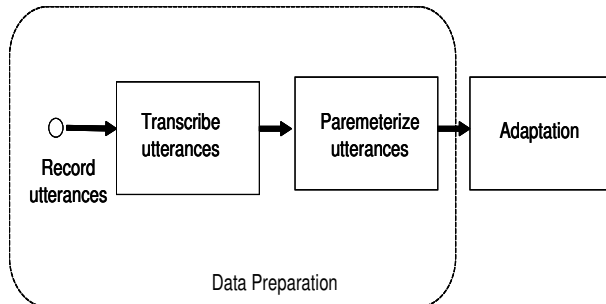 Record
utterances
Transcribe
utterances
Paremeterize
utterances
Adaptation
Data Preparation